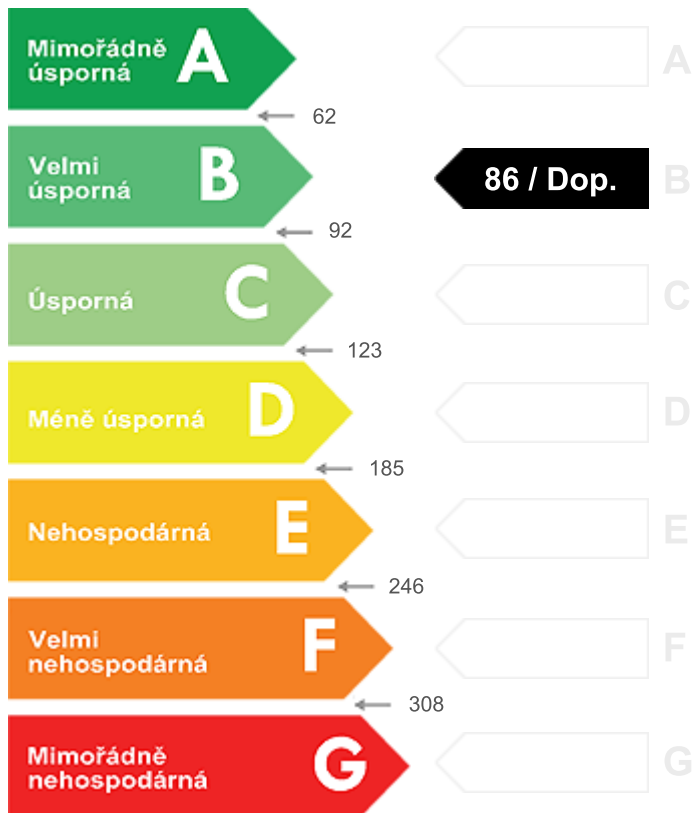 Mimořádně
úsporná
A
A
62
Velmi
úsporná
B
86 / Dop.
B
92
Úsporná
C
C
123
Méně úsporná
D
D
185
Nehospodárná
E
E
246
Velmi
nehospodárná
F
F
308
Mimořádně
nehospodárná
G
G